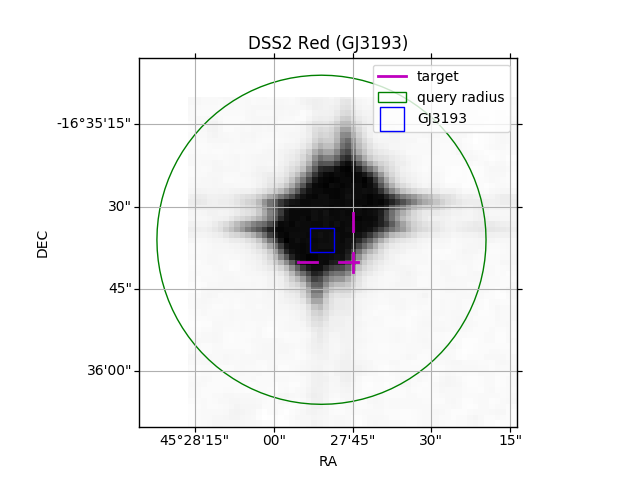 DSS2 Red (GJ3193)
target
query radius
GJ3193
-16°35'15"
30"
45"
36'00"
DEC
45°28'15"
00"
27'45"
30"
15"
RA